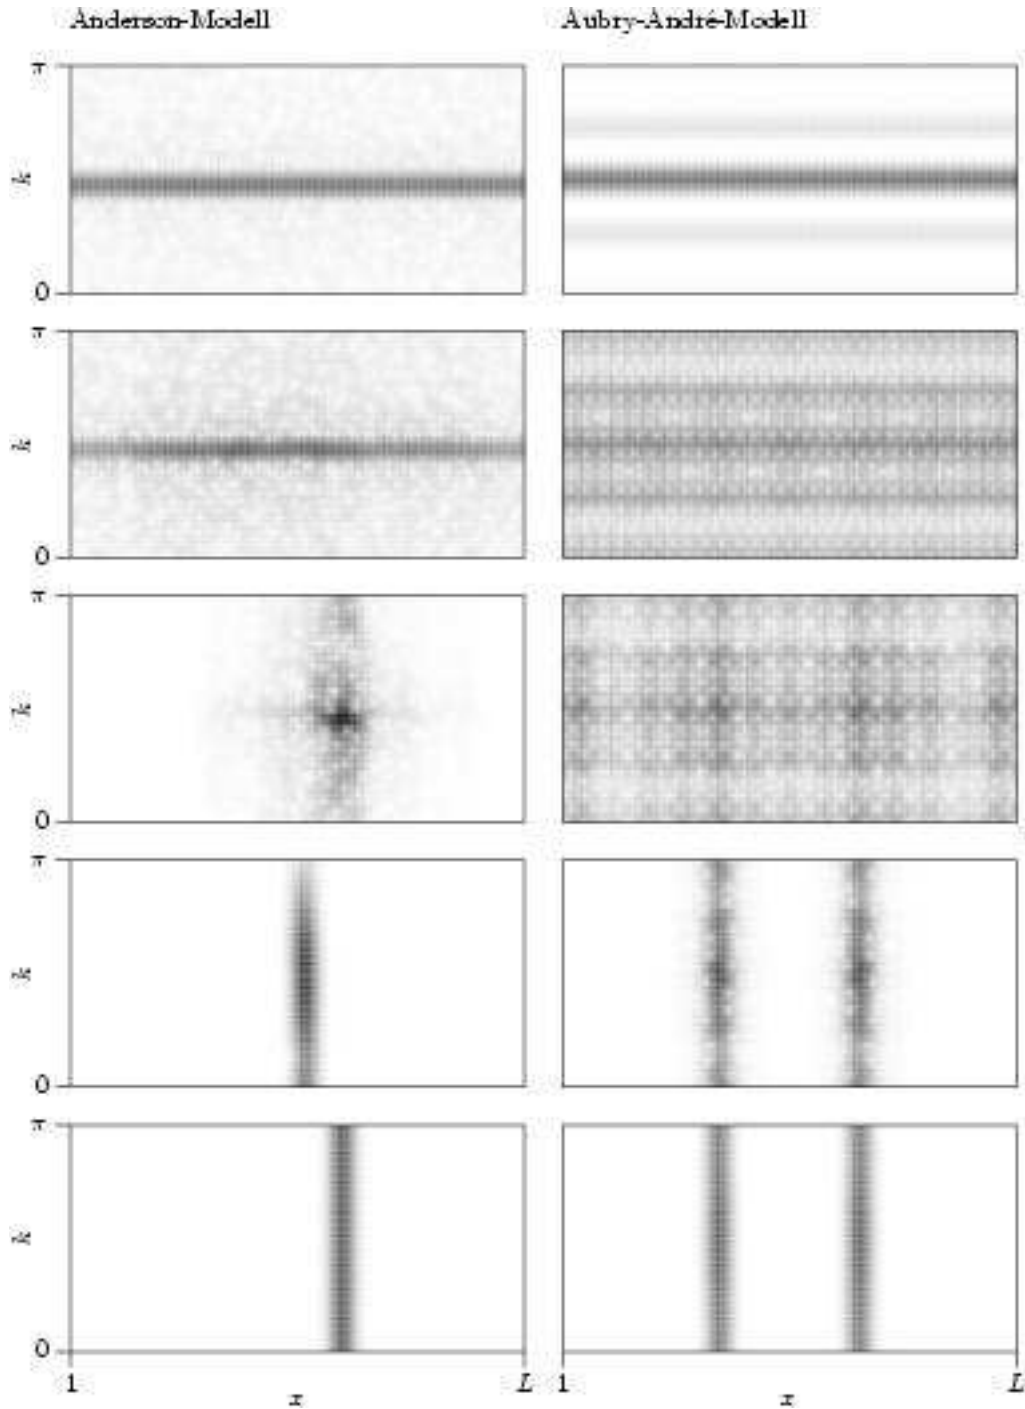 Anderson-Modell Aubry-André-Modell
π
k
0
π
k
0
π
k
0
π
k
0
π
k
0
1 L 1 L
x x